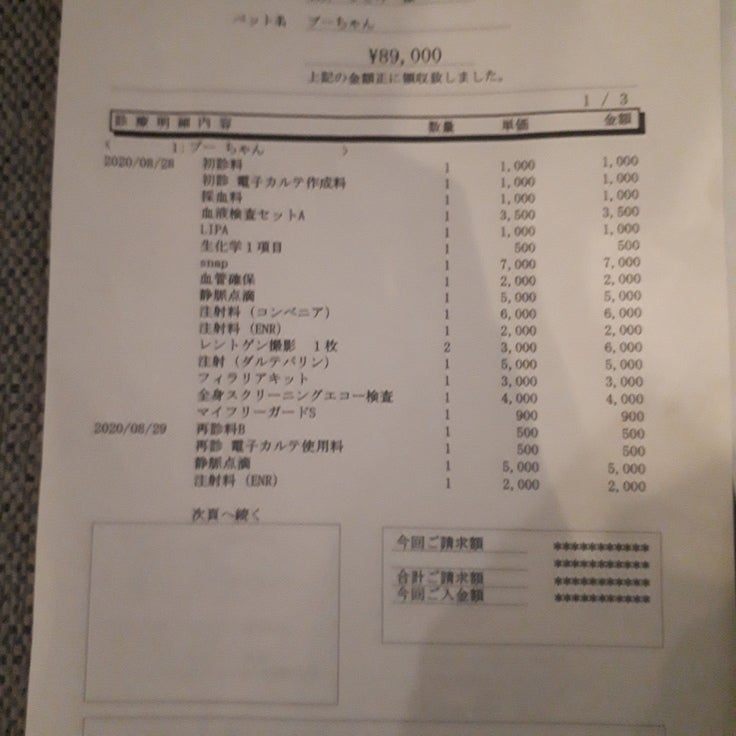 ペット名 プーちゃん
¥89,000
上記の金額正に領収致しました。
1 / 3
診療明細内容 数量 単価 金額
( 1:プー ちゃん )
2020/08/28 初診料 1 1,000 1,000
初診 電子カルテ作成料 1 1,000 1,000
採血料 1 1,000 1,000
血液検査セットA 1 3,500 3,500
LIPA 1 1,000 1,000
生化学1項目 1 500 500
snap 1 7,000 7,000
血管確保 1 2,000 2,000
静脈点滴 1 5,000 5,000
注射料 (コンベニア) 1 6,000 6,000
注射料 (ENR) 1 2,000 2,000
レントゲン撮影 1枚 2 3,000 6,000
注射 (ダルテパリン) 1 5,000 5,000
フィラリアキット 1 3,000 3,000
全身スクリーニングエコー検査 1 4,000 4,000
マイフリーガードS 1 900 900
2020/08/29 再診料B 1 500 500
再診 電子カルテ使用料 1 500 500
静脈点滴 1 5,000 5,000
注射料 (ENR) 1 2,000 2,000
次頁へ続く
今回ご請求額 ***********
***********
合計ご請求額 ***********
今回ご入金額 ***********